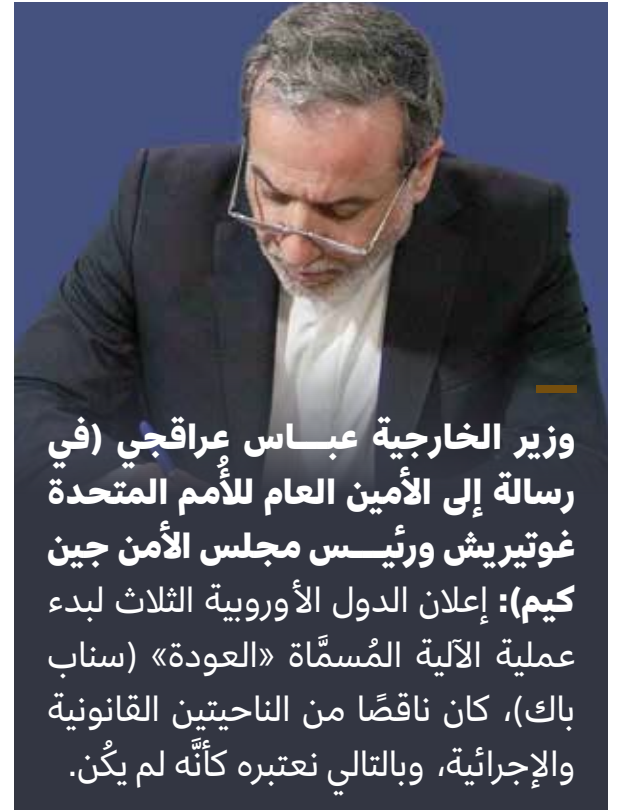 وزير الخارجية عبـــاس عراقجي (في
رسالة إلى الأمين العام للأُمم المتحدة
غوتيريش ورئيـــس مجلس الأمن جين
كيم): إعلان الدول الأوروبية الثلاث لبدء
عملية الآلية المُسمَّاة «العودة» (سناب
باك)، كان ناقصًا من الناحيتين القانونية
والإجرائية، وبالتالي نعتبره كأنَّه لم يكُن.